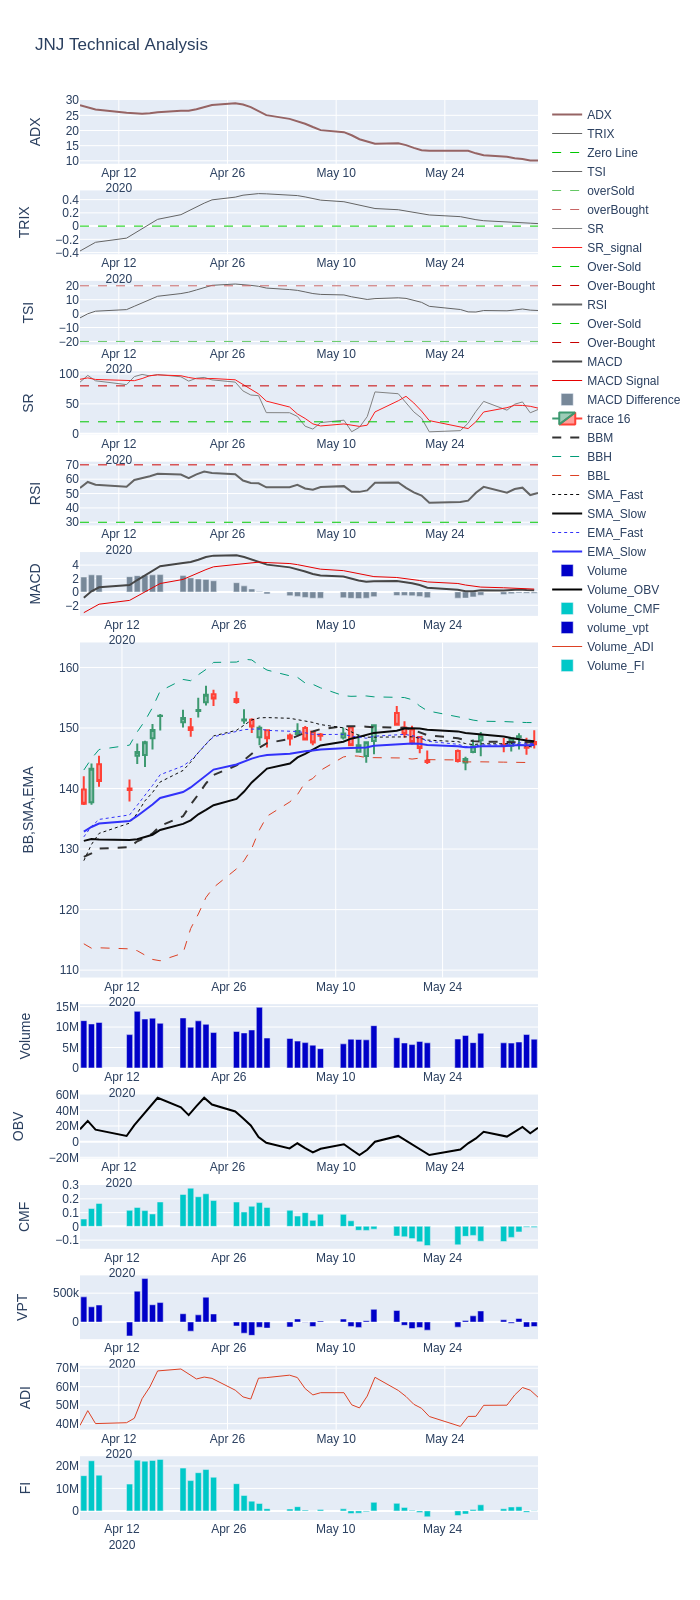 JNJ Technical Analysis
ADX
30
25
20
15
10
Apr 12
2020
Apr 26
May 10
May 24
TRIX
0.4
0.2
0
−0.2
−0.4
Apr 12
2020
Apr 26
May 10
May 24
TSI
20
10
0
−10
−20
Apr 12
2020
Apr 26
May 10
May 24
SR
100
50
0
Apr 12
2020
Apr 26
May 10
May 24
RSI
70
60
50
40
30
Apr 12
2020
Apr 26
May 10
May 24
MACD
4
2
0
−2
Apr 12
2020
Apr 26
May 10
May 24
BB,SMA,EMA
160
150
140
130
120
110
Apr 12
2020
Apr 26
May 10
May 24
Volume
15M
10M
5M
0
Apr 12
2020
Apr 26
May 10
May 24
OBV
60M
40M
20M
0
−20M
Apr 12
2020
Apr 26
May 10
May 24
CMF
0.3
0.2
0.1
0
−0.1
Apr 12
2020
Apr 26
May 10
May 24
VPT
500k
0
Apr 12
2020
Apr 26
May 10
May 24
ADI
70M
60M
50M
40M
Apr 12
2020
Apr 26
May 10
May 24
FI
20M
10M
0
Apr 12
2020
Apr 26
May 10
May 24
ADX
TRIX
Zero Line
TSI
overSold
overBought
SR
SR_signal
Over-Sold
Over-Bought
RSI
Over-Sold
Over-Bought
MACD
MACD Signal
MACD Difference
trace 16
BBM
BBH
BBL
SMA_Fast
SMA_Slow
EMA_Fast
EMA_Slow
Volume
Volume_OBV
Volume_CMF
volume_vpt
Volume_ADI
Volume_FI